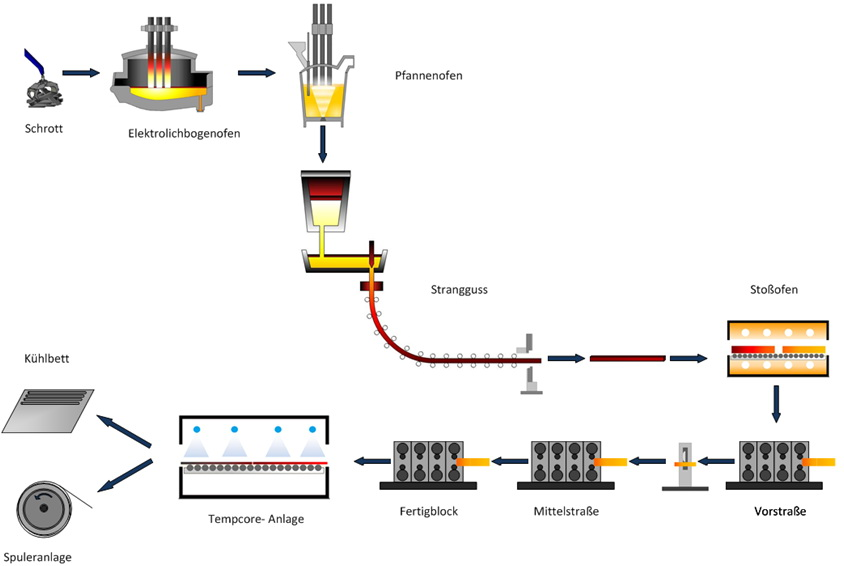 Schrott
Elektrolichbogenofen
Pfannenofen
Strangguss
Stoßofen
Kühlbett
Spuleranlage
Tempcore- Anlage
Fertigblock
Mittelstraße
Vorstraße